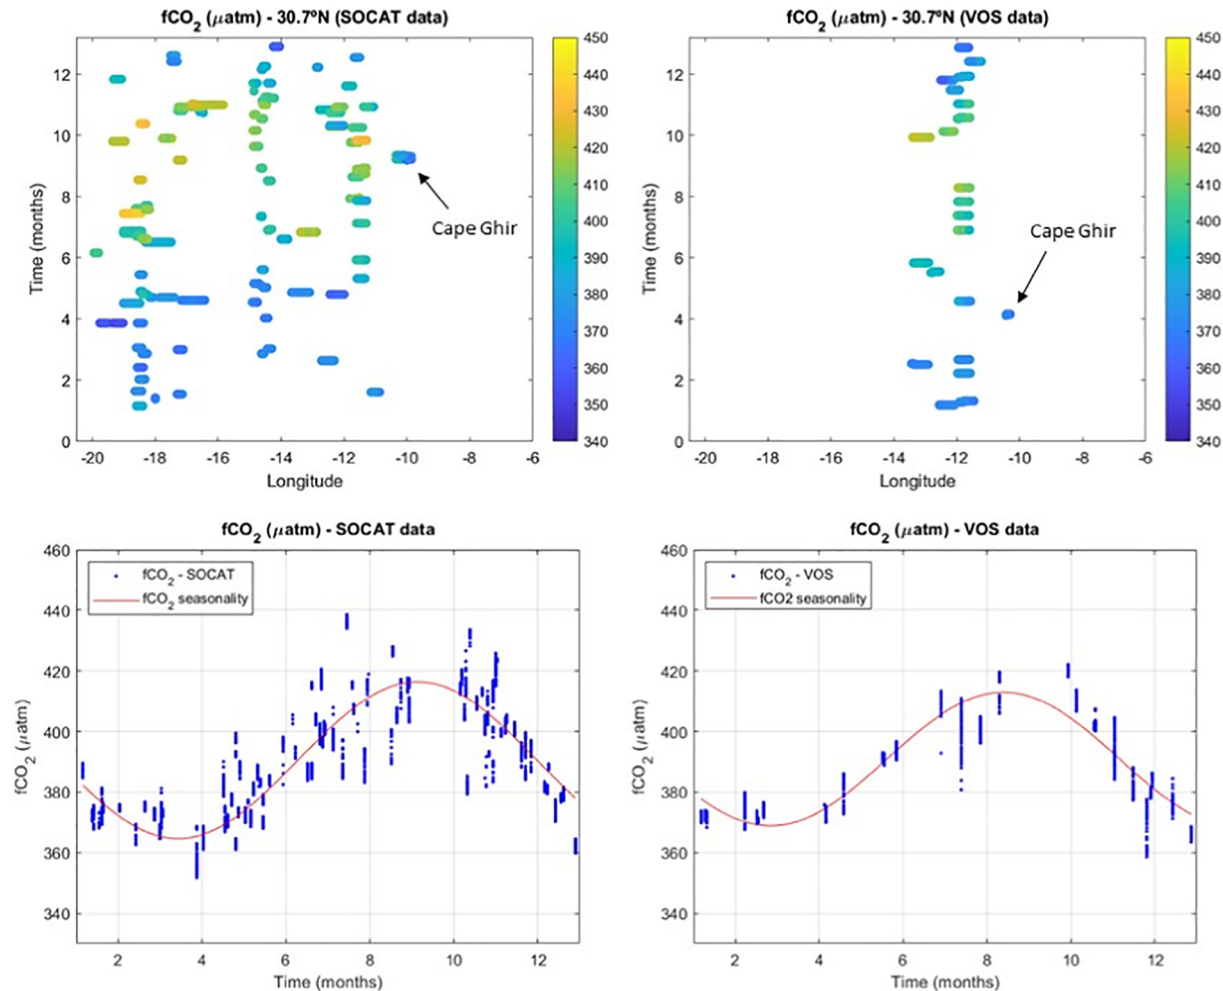 fCO2 (μatm) - 30.7ºN (SOCAT data)
12
10
8
6
4
2
0
Time (months)
-20 -18 -16 -14 -12 -10 -8 -6
Longitude
Cape Ghir
450
440
430
420
410
400
390
380
370
360
350
340
fCO2 (μatm) - 30.7ºN (VOS data)
12
10
8
6
4
2
0
Time (months)
-20 -18 -16 -14 -12 -10 -8 -6
Longitude
Cape Ghir
450
440
430
420
410
400
390
380
370
360
350
340
fCO2 (μatm) - SOCAT data
fCO2 - SOCAT
fCO2 seasonality
460
440
420
400
380
360
340
fCO2 (μatm)
2 4 6 8 10 12
Time (months)
fCO2 (μatm) - VOS data
fCO2 - VOS
fCO2 seasonality
460
440
420
400
380
360
340
fCO2 (μatm)
2 4 6 8 10 12
Time (months)